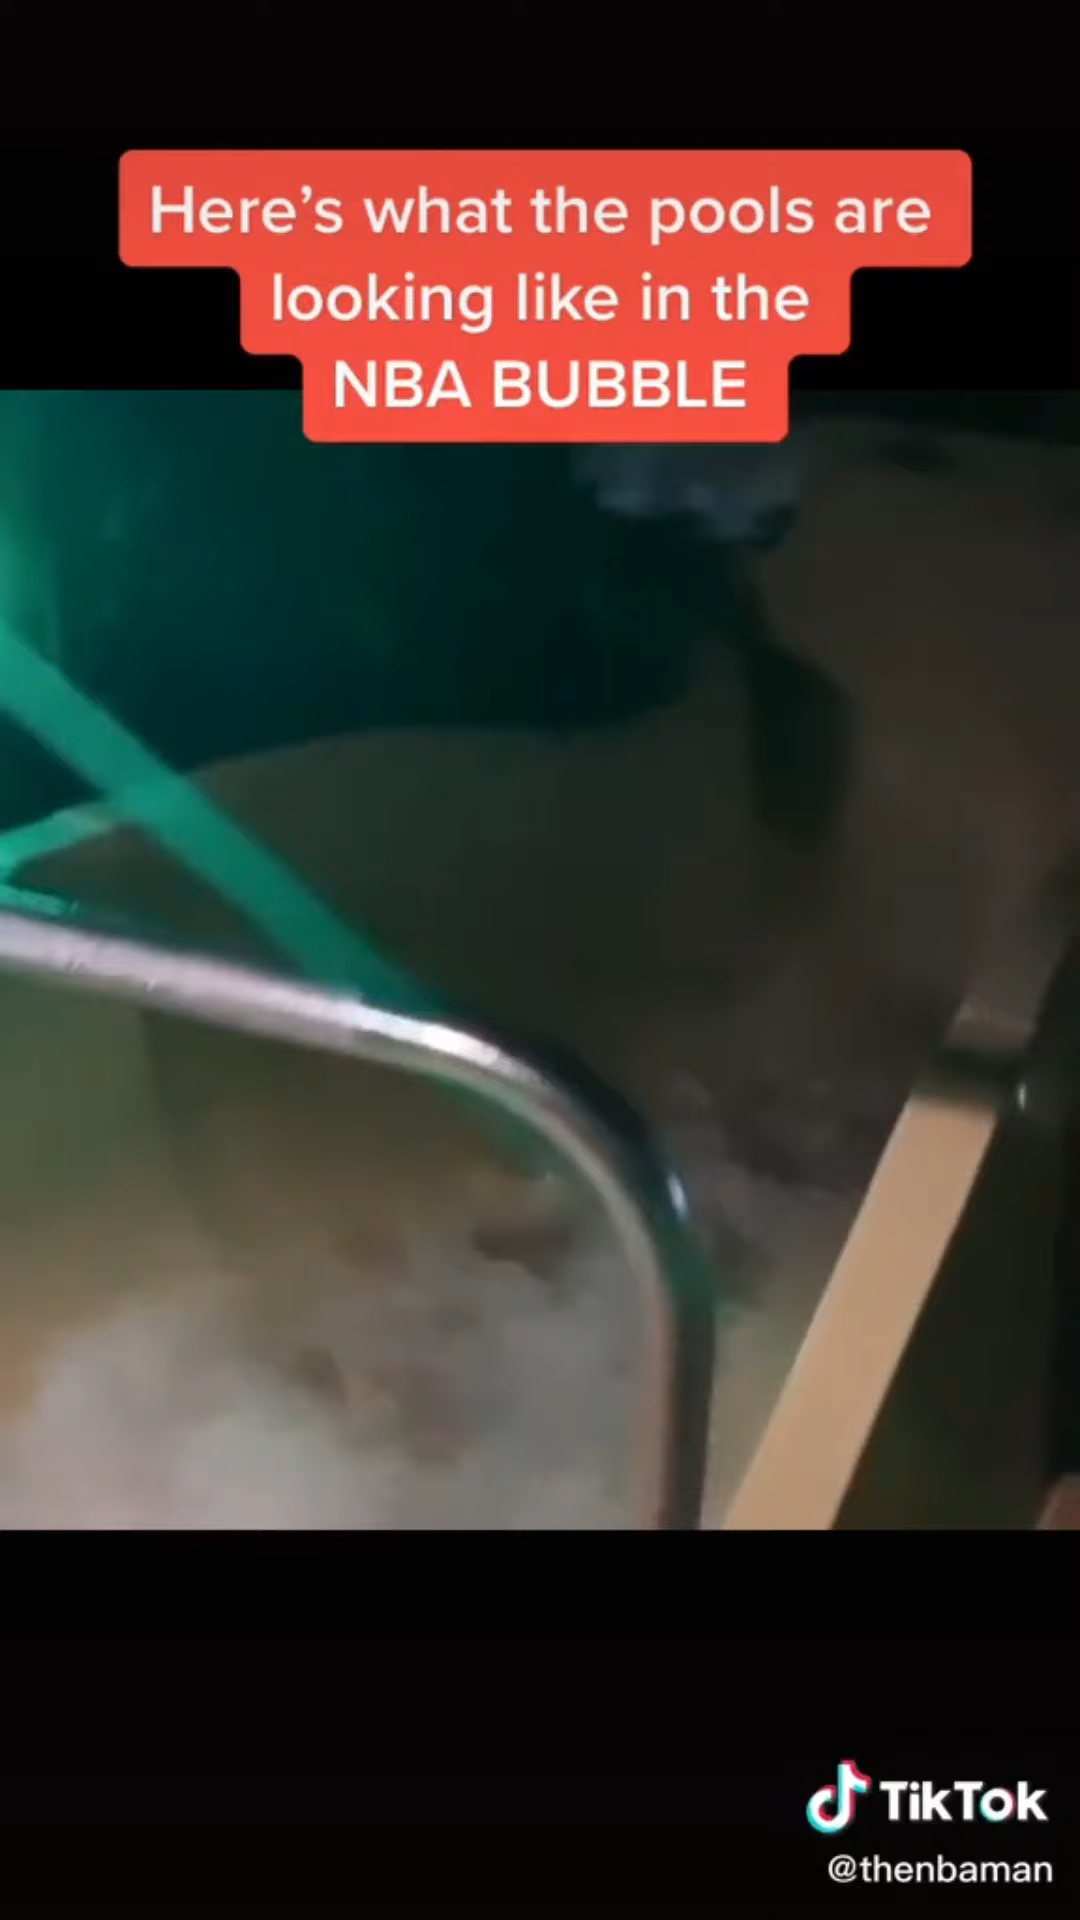 Here’s what the pools are
looking like in the
NBA BUBBLE
TikTok
@thenbaman